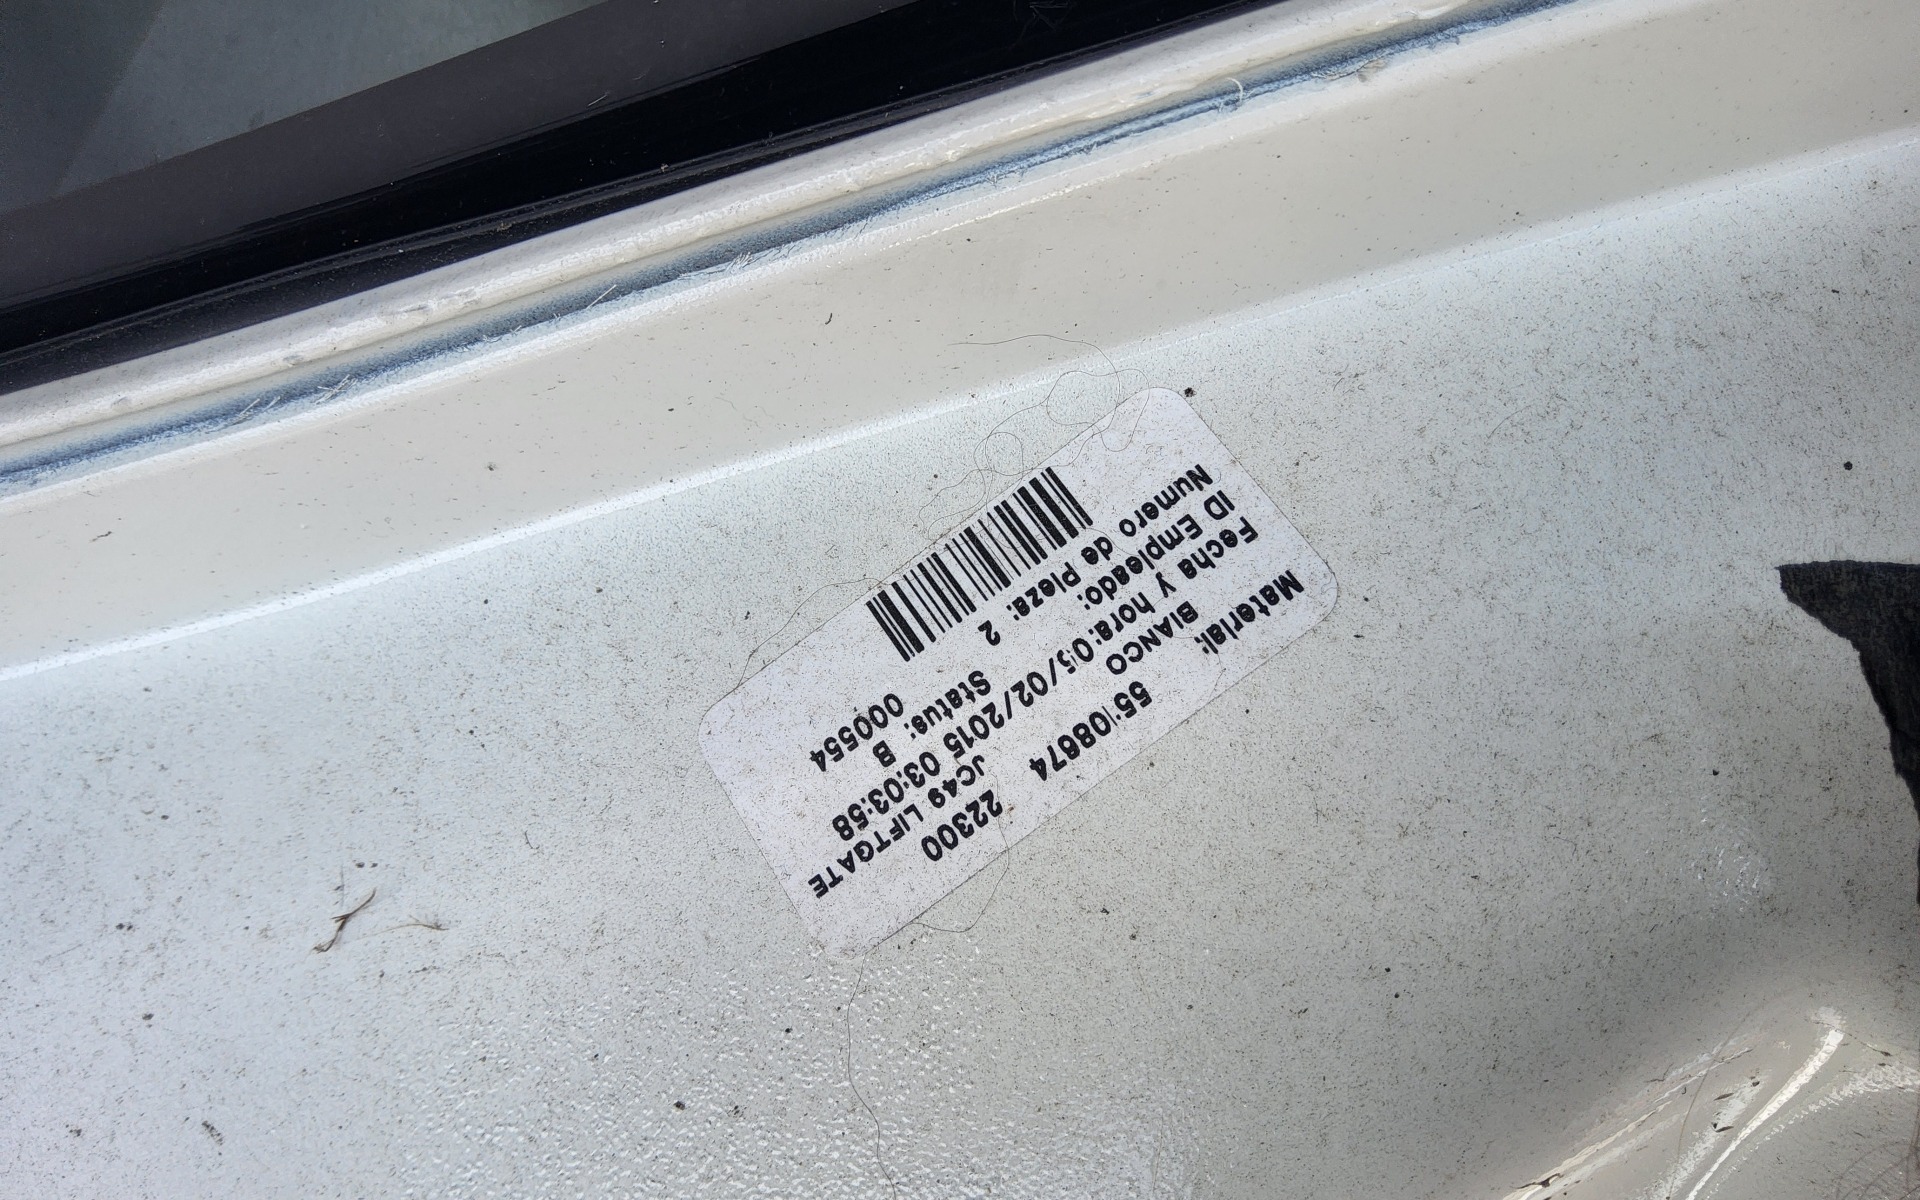 Material: 55108674 22300
BIANCO JC49 LIFTGATE
Fecha y hora:05/02/2015 03:03:58
ID Empleado: Status: B
Numero de Pieza: 2 000554